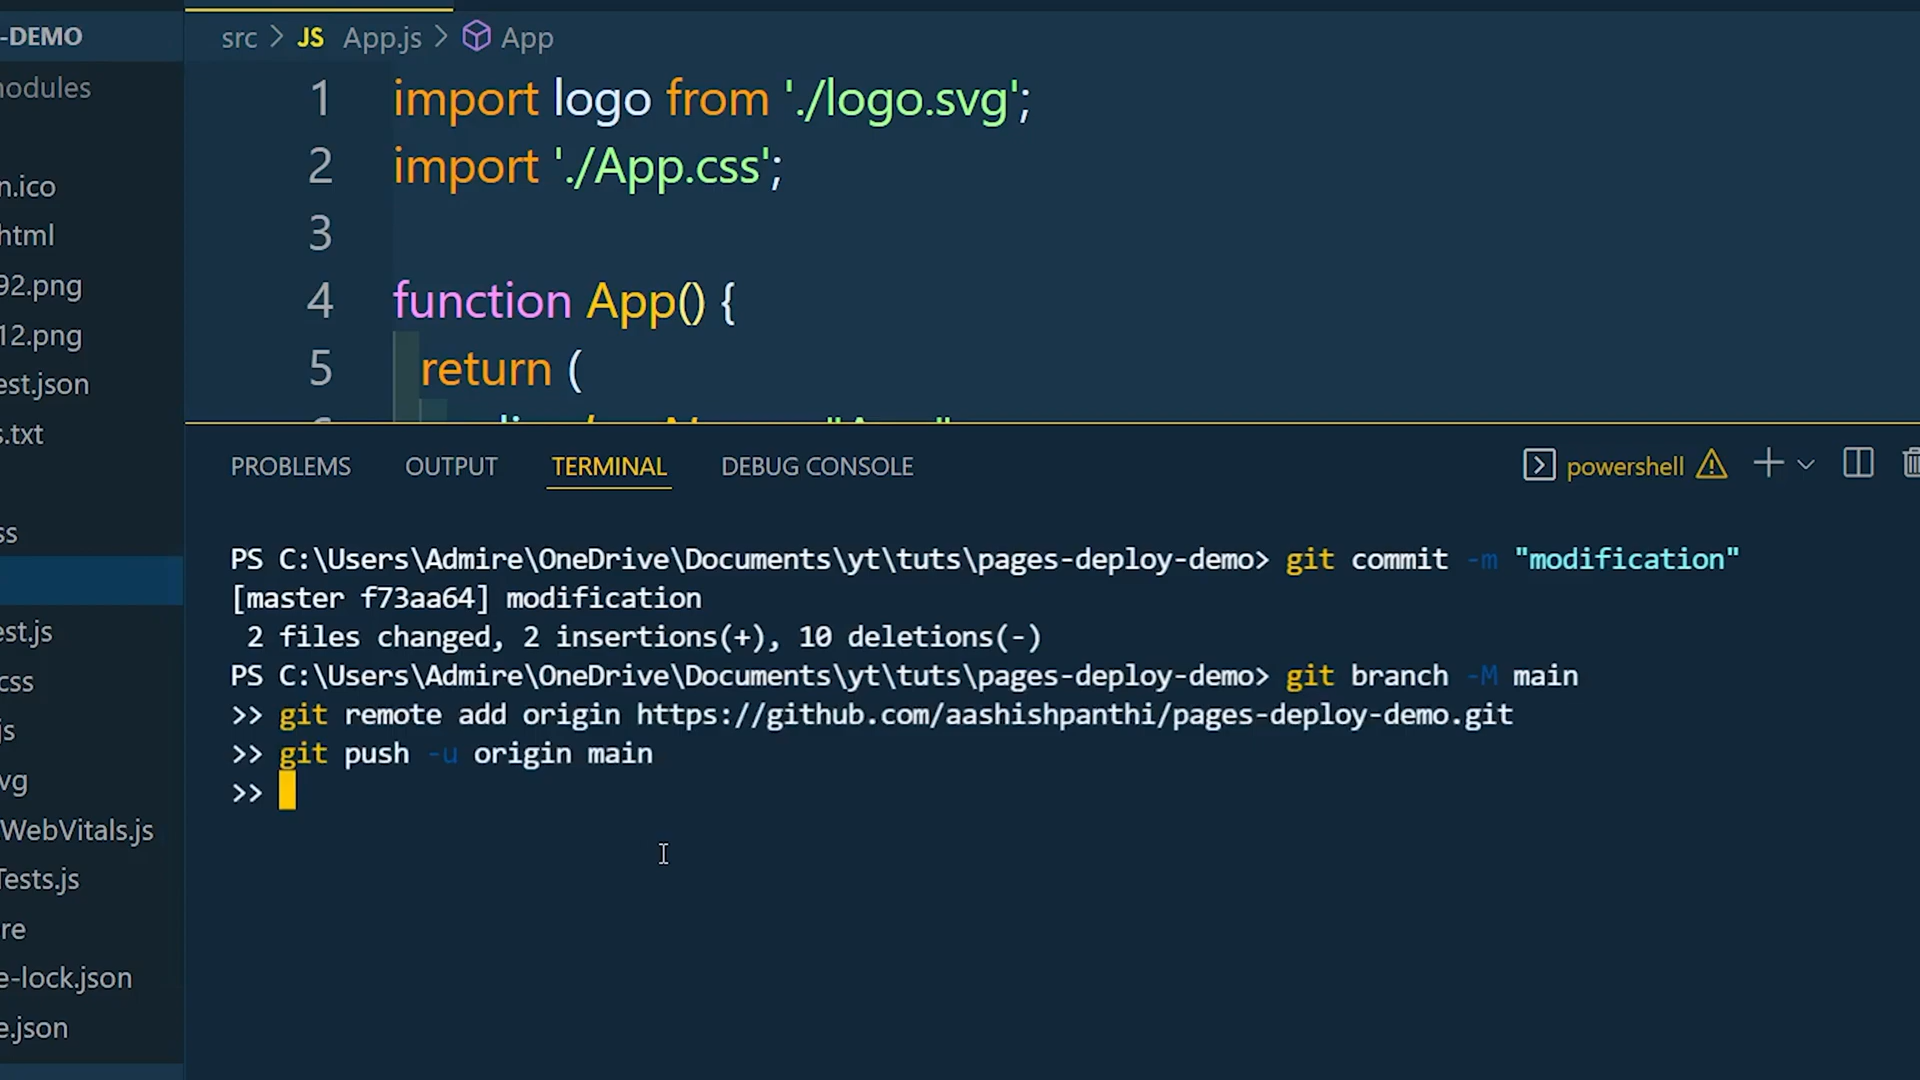 -DEMO
odules
n.ico
html
92.png
12.png
est.json
s.txt
ss
est.js
css
js
vg
WebVitals.js
Tests.js
re
e-lock.json
e.json
src > JS App.js > App
1 import logo from './logo.svg';
2 import './App.css';
3
4 function App() {
5 return (
PROBLEMS OUTPUT TERMINAL DEBUG CONSOLE powershell
PS C:\Users\Admire\OneDrive\Documents\yt\tuts\pages-deploy-demo> git commit -m "modification"
[master f73aa64] modification
2 files changed, 2 insertions(+), 10 deletions(-)
PS C:\Users\Admire\OneDrive\Documents\yt\tuts\pages-deploy-demo> git branch -M main
>> git remote add origin https://github.com/aashishpanthi/pages-deploy-demo.git
>> git push -u origin main
>>